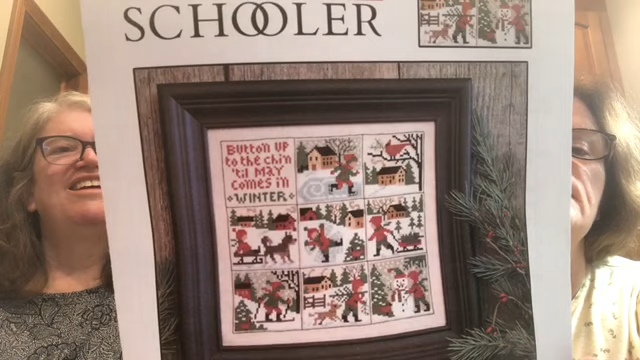 SCHOOLER
Button up
to the chin
'til May
comes in
WINTER